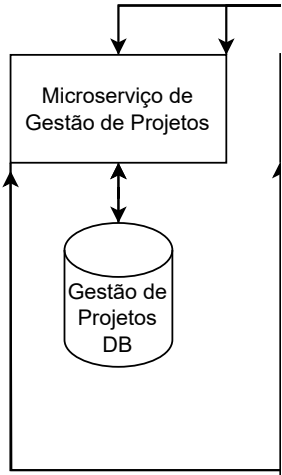 Microserviço de
Gestão de Projetos
Gestão de
Projetos
DB